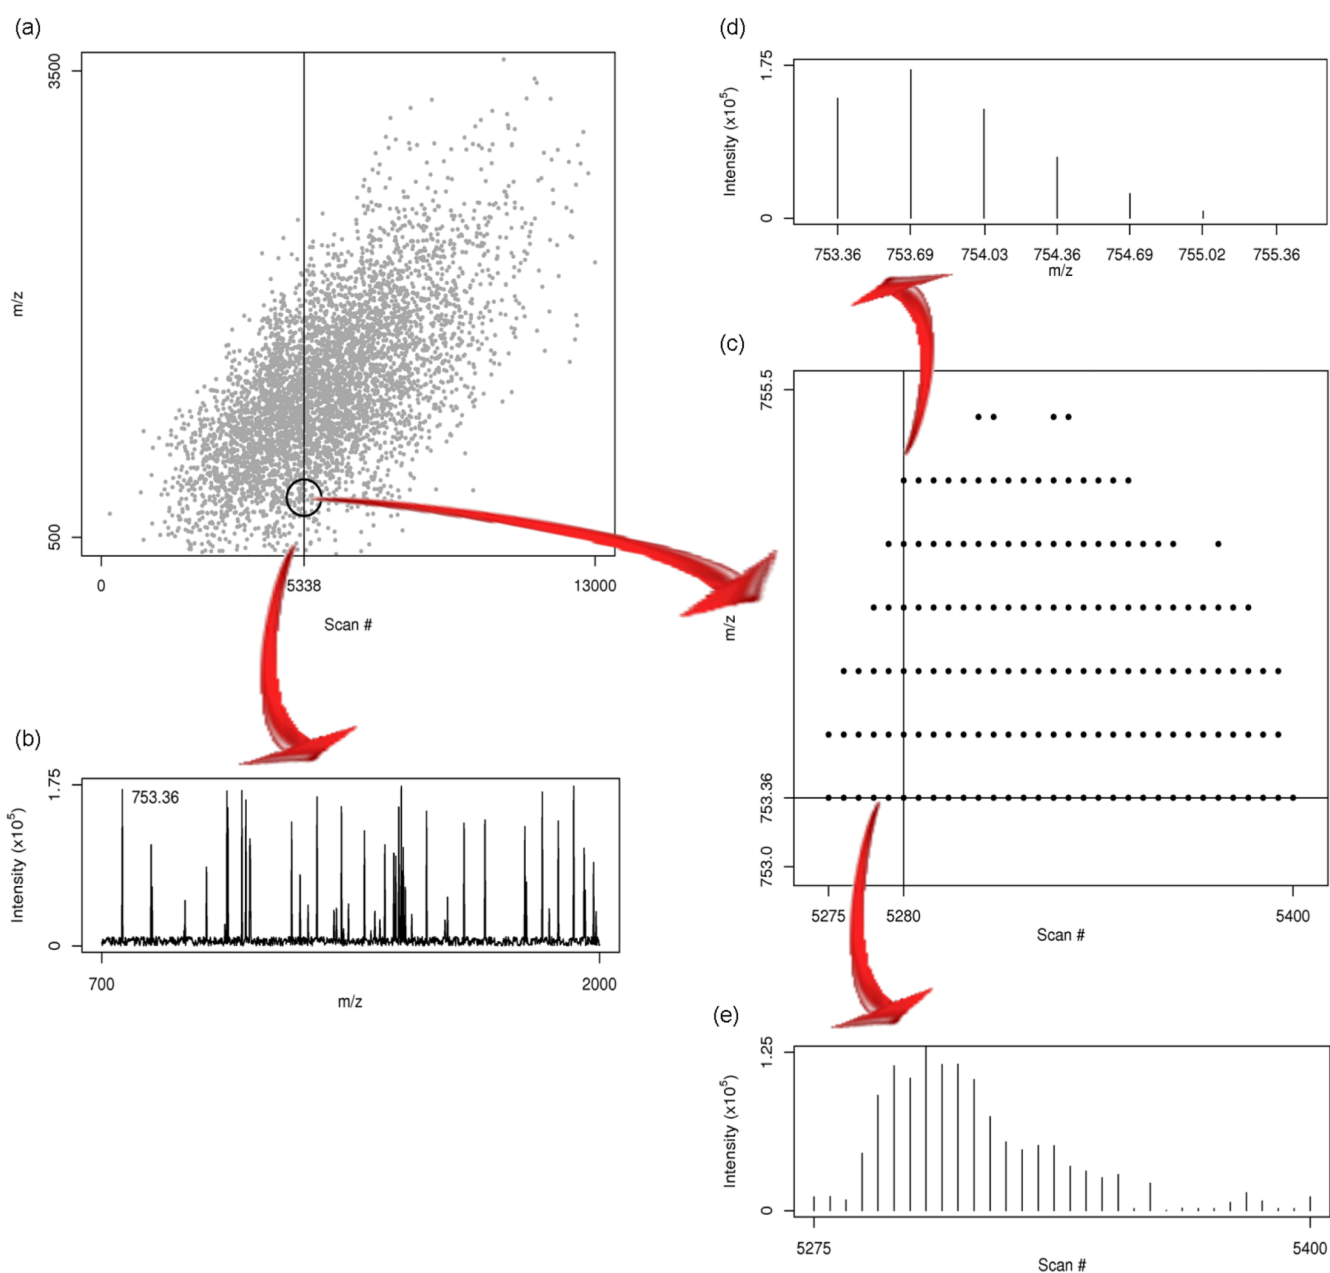 (a)
3500
m/z
500
0
5338
13000
Scan #
(b)
753.36
1.75
Intensity (x10⁵)
0
700
2000
m/z
(d)
1.75
Intensity (x10⁵)
0
753.36 753.69 754.03 754.36 754.69 755.02 755.36
m/z
(c)
755.5
m/z
753.36
753.0
5275 5280 5400
Scan #
(e)
1.25
Intensity (x10⁵)
0
5275 5400
Scan #